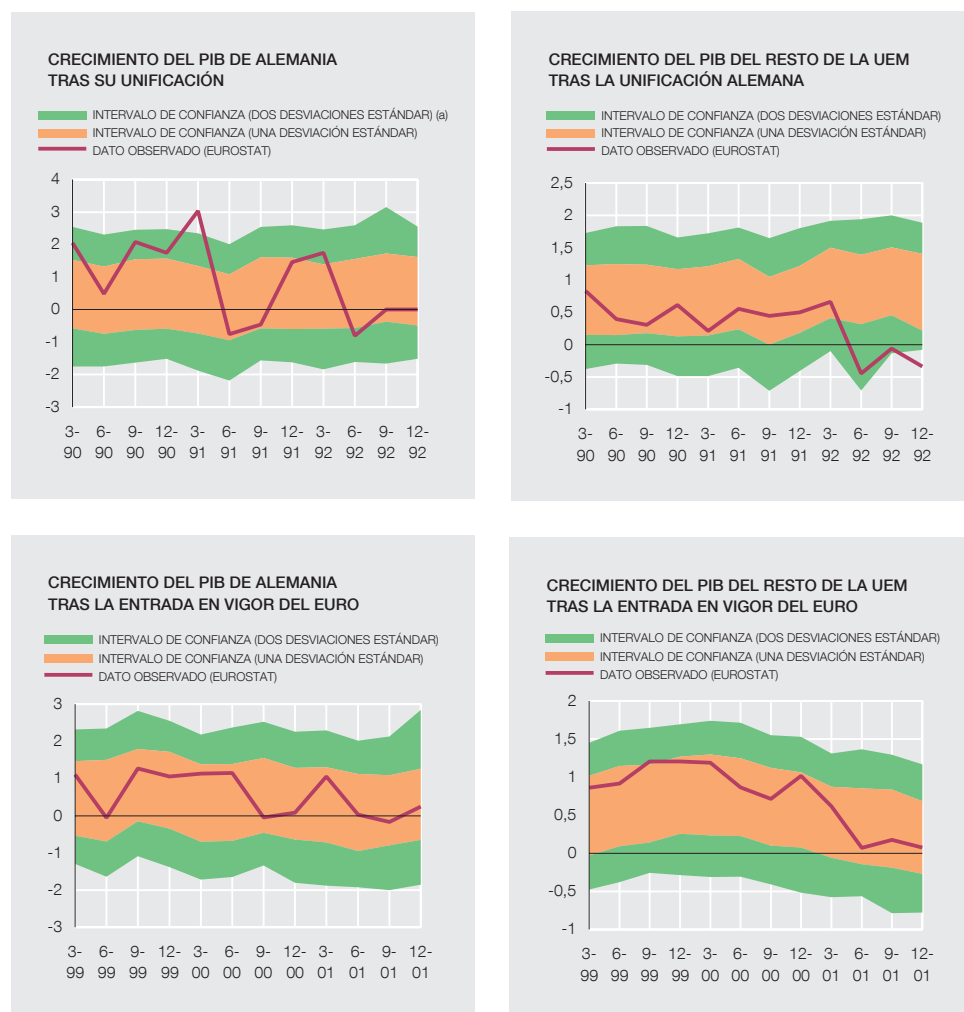 CRECIMIENTO DEL PIB DE ALEMANIA
TRAS SU UNIFICACIÓN
INTERVALO DE CONFIANZA (DOS DESVIACIONES ESTÁNDAR) (a)
INTERVALO DE CONFIANZA (UNA DESVIACIÓN ESTÁNDAR)
DATO OBSERVADO (EUROSTAT)
4
3
2
1
0
-1
-2
-3
3- 6- 9- 12- 3- 6- 9- 12- 3- 6- 9- 12-
90 90 90 90 91 91 91 91 92 92 92 92
CRECIMIENTO DEL PIB DEL RESTO DE LA UEM
TRAS LA UNIFICACIÓN ALEMANA
INTERVALO DE CONFIANZA (DOS DESVIACIONES ESTÁNDAR)
INTERVALO DE CONFIANZA (UNA DESVIACIÓN ESTÁNDAR)
DATO OBSERVADO (EUROSTAT)
2,5
2
1,5
1
0,5
0
-0,5
-1
3- 6- 9- 12- 3- 6- 9- 12- 3- 6- 9- 12-
90 90 90 90 91 91 91 91 92 92 92 92
CRECIMIENTO DEL PIB DE ALEMANIA
TRAS LA ENTRADA EN VIGOR DEL EURO
INTERVALO DE CONFIANZA (DOS DESVIACIONES ESTÁNDAR)
INTERVALO DE CONFIANZA (UNA DESVIACIÓN ESTÁNDAR)
DATO OBSERVADO (EUROSTAT)
3
2
1
0
-1
-2
-3
3- 6- 9- 12- 3- 6- 9- 12- 3- 6- 9- 12-
99 99 99 99 00 00 00 00 01 01 01 01
CRECIMIENTO DEL PIB DEL RESTO DE LA UEM
TRAS LA ENTRADA EN VIGOR DEL EURO
INTERVALO DE CONFIANZA (DOS DESVIACIONES ESTÁNDAR)
INTERVALO DE CONFIANZA (UNA DESVIACIÓN ESTÁNDAR)
DATO OBSERVADO (EUROSTAT)
2
1,5
1
0,5
0
-0,5
-1
3- 6- 9- 12- 3- 6- 9- 12- 3- 6- 9- 12-
99 99 99 99 00 00 00 00 01 01 01 01